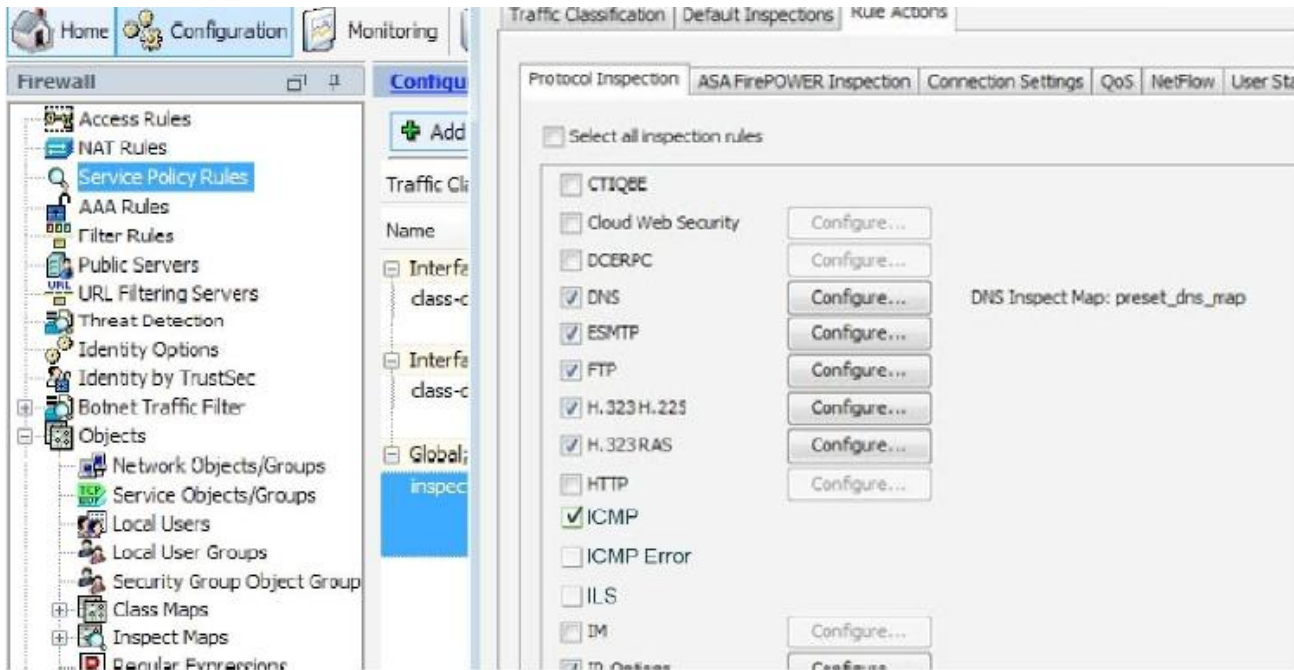 Home Configuration Monitoring
Firewall
Access Rules
NAT Rules
Service Policy Rules
AAA Rules
Filter Rules
Public Servers
URL URL Filtering Servers
Threat Detection
Identity Options
Identity by TrustSec
Botnet Traffic Filter
Objects
Network Objects/Groups
TCP Service Objects/Groups
Local Users
Local User Groups
Security Group Object Group
Class Maps
Inspect Maps
R Regular Expressions
Configu
Add
Traffic Cla
Name
Interfa
class-c
Interfa
class-c
Global;
inspec
Traffic Classification Default Inspections Rule Actions
Protocol Inspection ASA FirePOWER Inspection Connection Settings QoS NetFlow User Sta
Select all inspection rules
CTIQBE
Cloud Web Security Configure...
DCERPC Configure...
DNS Configure... DNS Inspect Map: preset_dns_map
ESMTP Configure...
FTP Configure...
H.323 H.225 Configure...
H.323 RAS Configure...
HTTP Configure...
ICMP
ICMP Error
ILS
IM Configure...
IP Options Configure